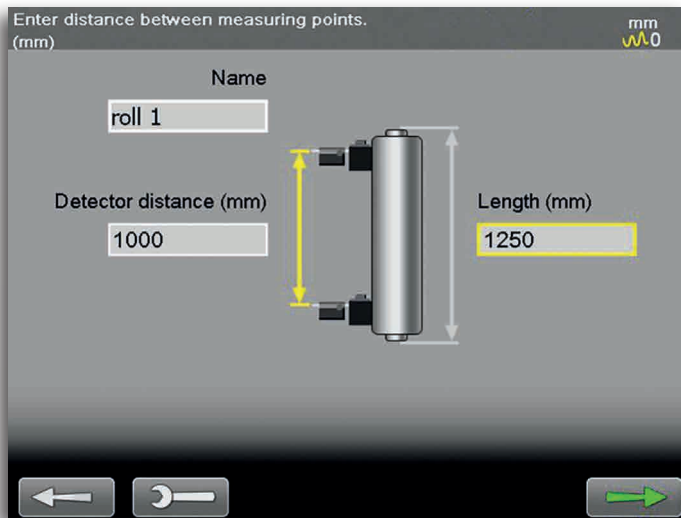 Enter distance between measuring points.
(mm)
mm
0
Name
roll 1
Detector distance (mm)
1000
Length (mm)
1250